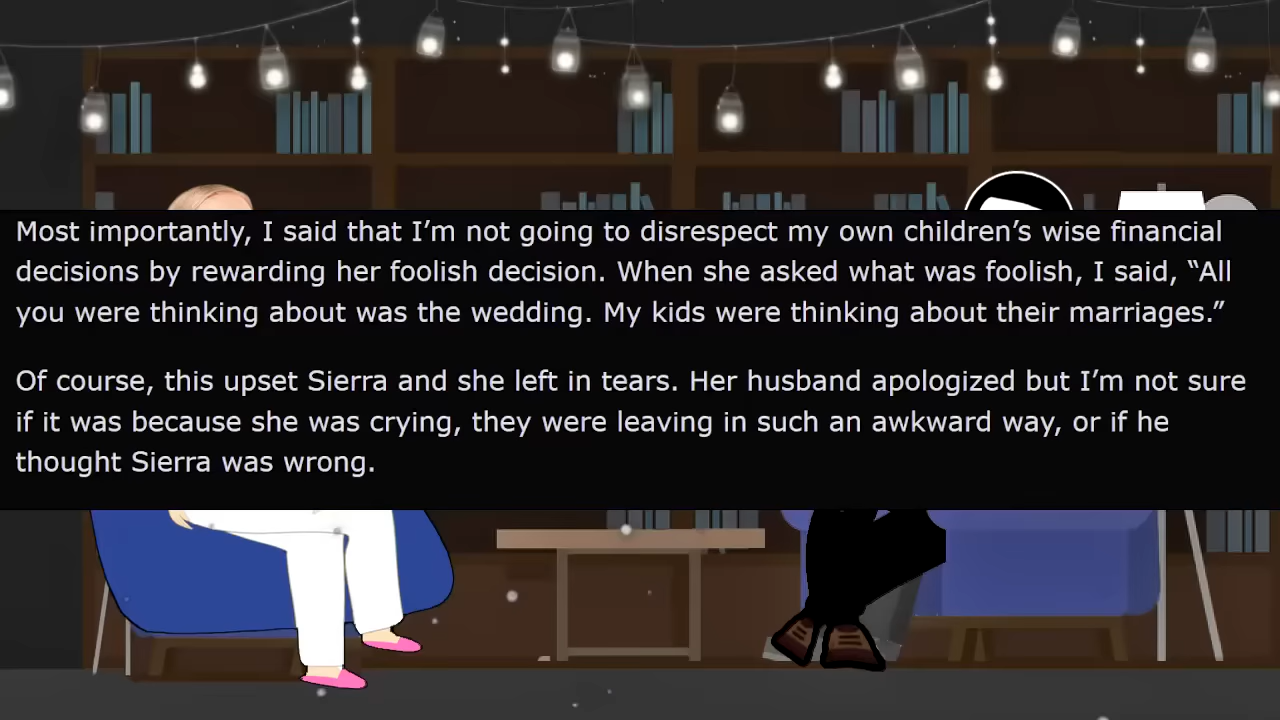 Most importantly, I said that I’m not going to disrespect my own children’s wise financial
decisions by rewarding her foolish decision. When she asked what was foolish, I said, “All
you were thinking about was the wedding. My kids were thinking about their marriages.”
Of course, this upset Sierra and she left in tears. Her husband apologized but I’m not sure
if it was because she was crying, they were leaving in such an awkward way, or if he
thought Sierra was wrong.